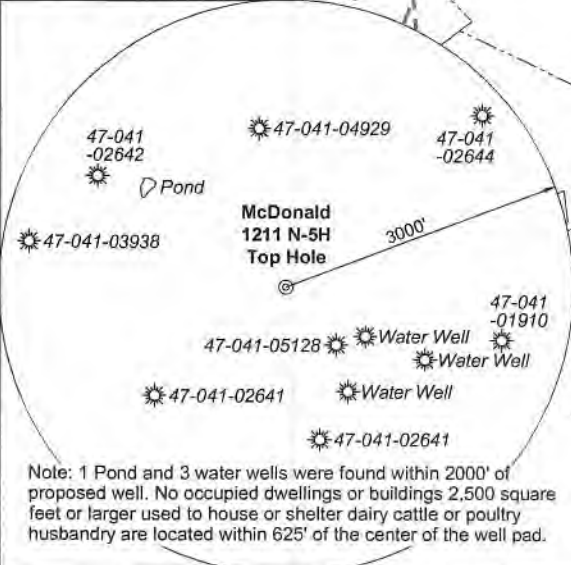 47-041-04929
47-041
-02644
47-041
-02642
Pond
McDonald
1211 N-5H
Top Hole
3000'
47-041-03938
47-041
-01910
47-041-05128
Water Well
Water Well
47-041-02641
Water Well
47-041-02641
Note: 1 Pond and 3 water wells were found within 2000' of
proposed well. No occupied dwellings or buildings 2,500 square
feet or larger used to house or shelter dairy cattle or poultry
husbandry are located within 625' of the center of the well pad.